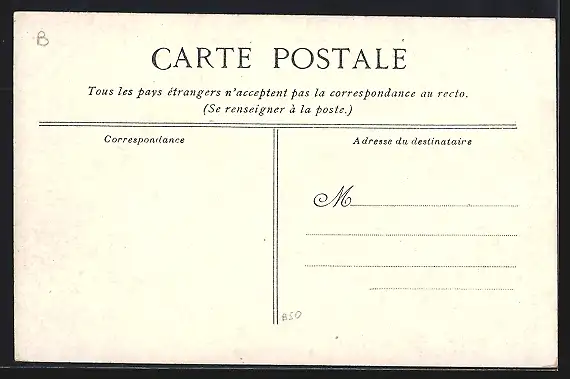 B
CARTE POSTALE
Tous les pays étrangers n'acceptent pas la correspondance au recto.
(Se renseigner à la poste.)
Correspondance
Adresse du destinataire
M
#50